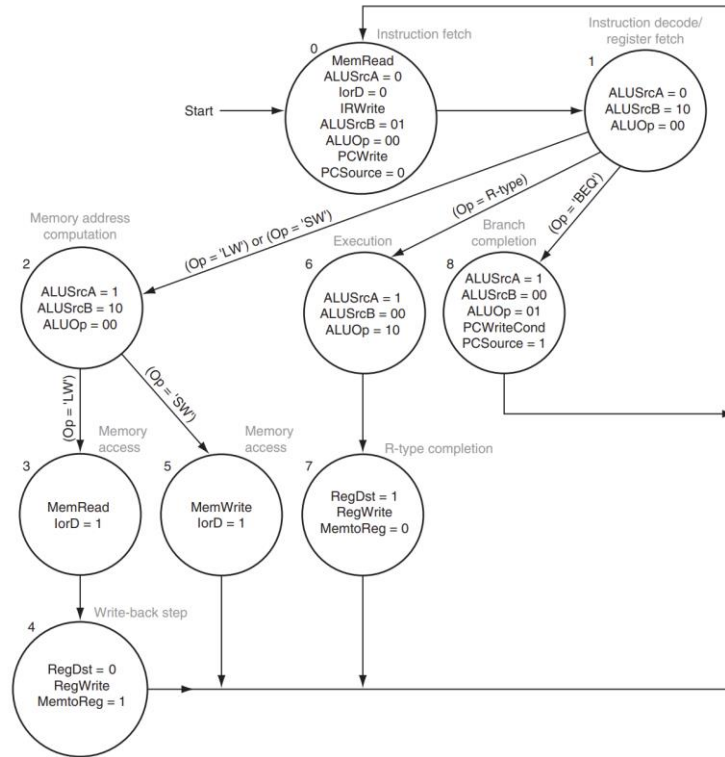 Instruction decode/
register fetch
Instruction fetch
0
1
MemRead
ALUSrcA = 0
IorD = 0
IRWrite
ALUSrcB = 01
ALUOp = 00
PCWrite
PCSource = 0
Start
ALUSrcA = 0
ALUSrcB = 10
ALUOp = 00
(Op = 'LW') or (Op = 'SW')
(Op = R-type)
(Op = 'BEQ')
Memory address
computation
2
ALUSrcA = 1
ALUSrcB = 10
ALUOp = 00
Execution
6
ALUSrcA = 1
ALUSrcB = 00
ALUOp = 10
Branch
completion
8
ALUSrcA = 1
ALUSrcB = 00
ALUOp = 01
PCWriteCond
PCSource = 1
(Op = 'LW')
(Op = 'SW')
Memory
access
3
MemRead
IorD = 1
Memory
access
5
MemWrite
IorD = 1
R-type completion
7
RegDst = 1
RegWrite
MemtoReg = 0
Write-back step
4
RegDst = 0
RegWrite
MemtoReg = 1